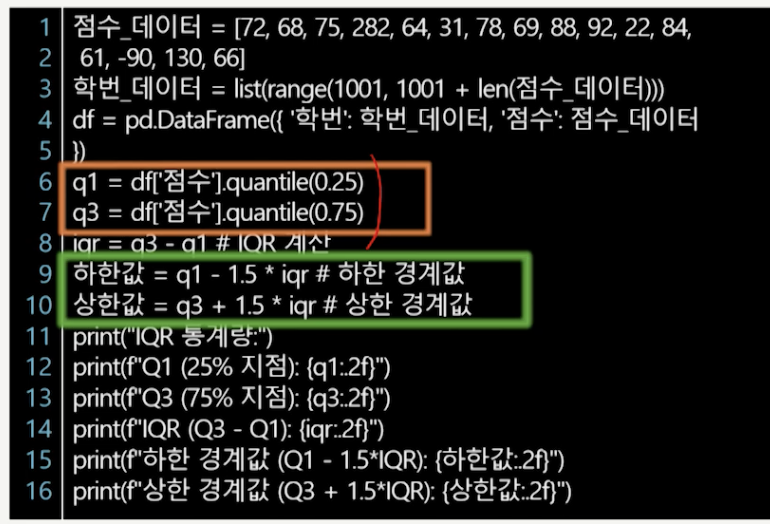 1 점수_데이터 = [72, 68, 75, 282, 64, 31, 78, 69, 88, 92, 22, 84,
2 61, -90, 130, 66]
3 학번_데이터 = list(range(1001, 1001 + len(점수_데이터)))
4 df = pd.DataFrame({ '학번': 학번_데이터, '점수': 점수_데이터
5 })
6 q1 = df['점수'].quantile(0.25)
7 q3 = df['점수'].quantile(0.75)
8 iqr = q3 - q1 # IQR 계산
9 하한값 = q1 - 1.5 * iqr # 하한 경계값
10 상한값 = q3 + 1.5 * iqr # 상한 경계값
11 print("IQR 통계량:")
12 print(f"Q1 (25% 지점): {q1:.2f}")
13 print(f"Q3 (75% 지점): {q3:.2f}")
14 print(f"IQR (Q3 - Q1): {iqr:.2f}")
15 print(f"하한 경계값 (Q1 - 1.5*IQR): {하한값:.2f}")
16 print(f"상한 경계값 (Q3 + 1.5*IQR): {상한값:.2f}")